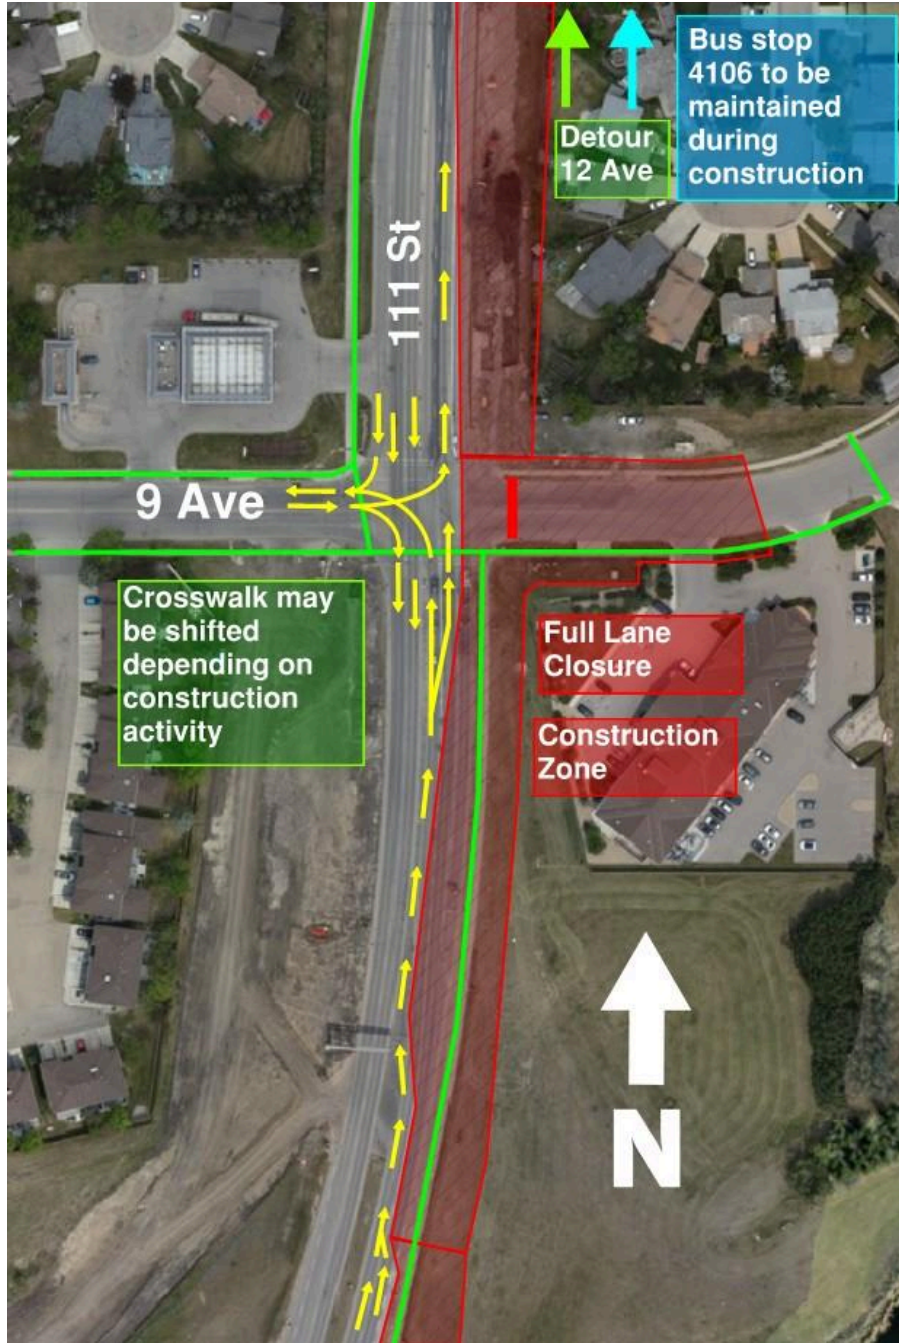 Bus stop
4106 to be
maintained
during
construction
Detour
12 Ave
111 St
9 Ave
Crosswalk may
be shifted
depending on
construction
activity
Full Lane
Closure
Construction
Zone
N